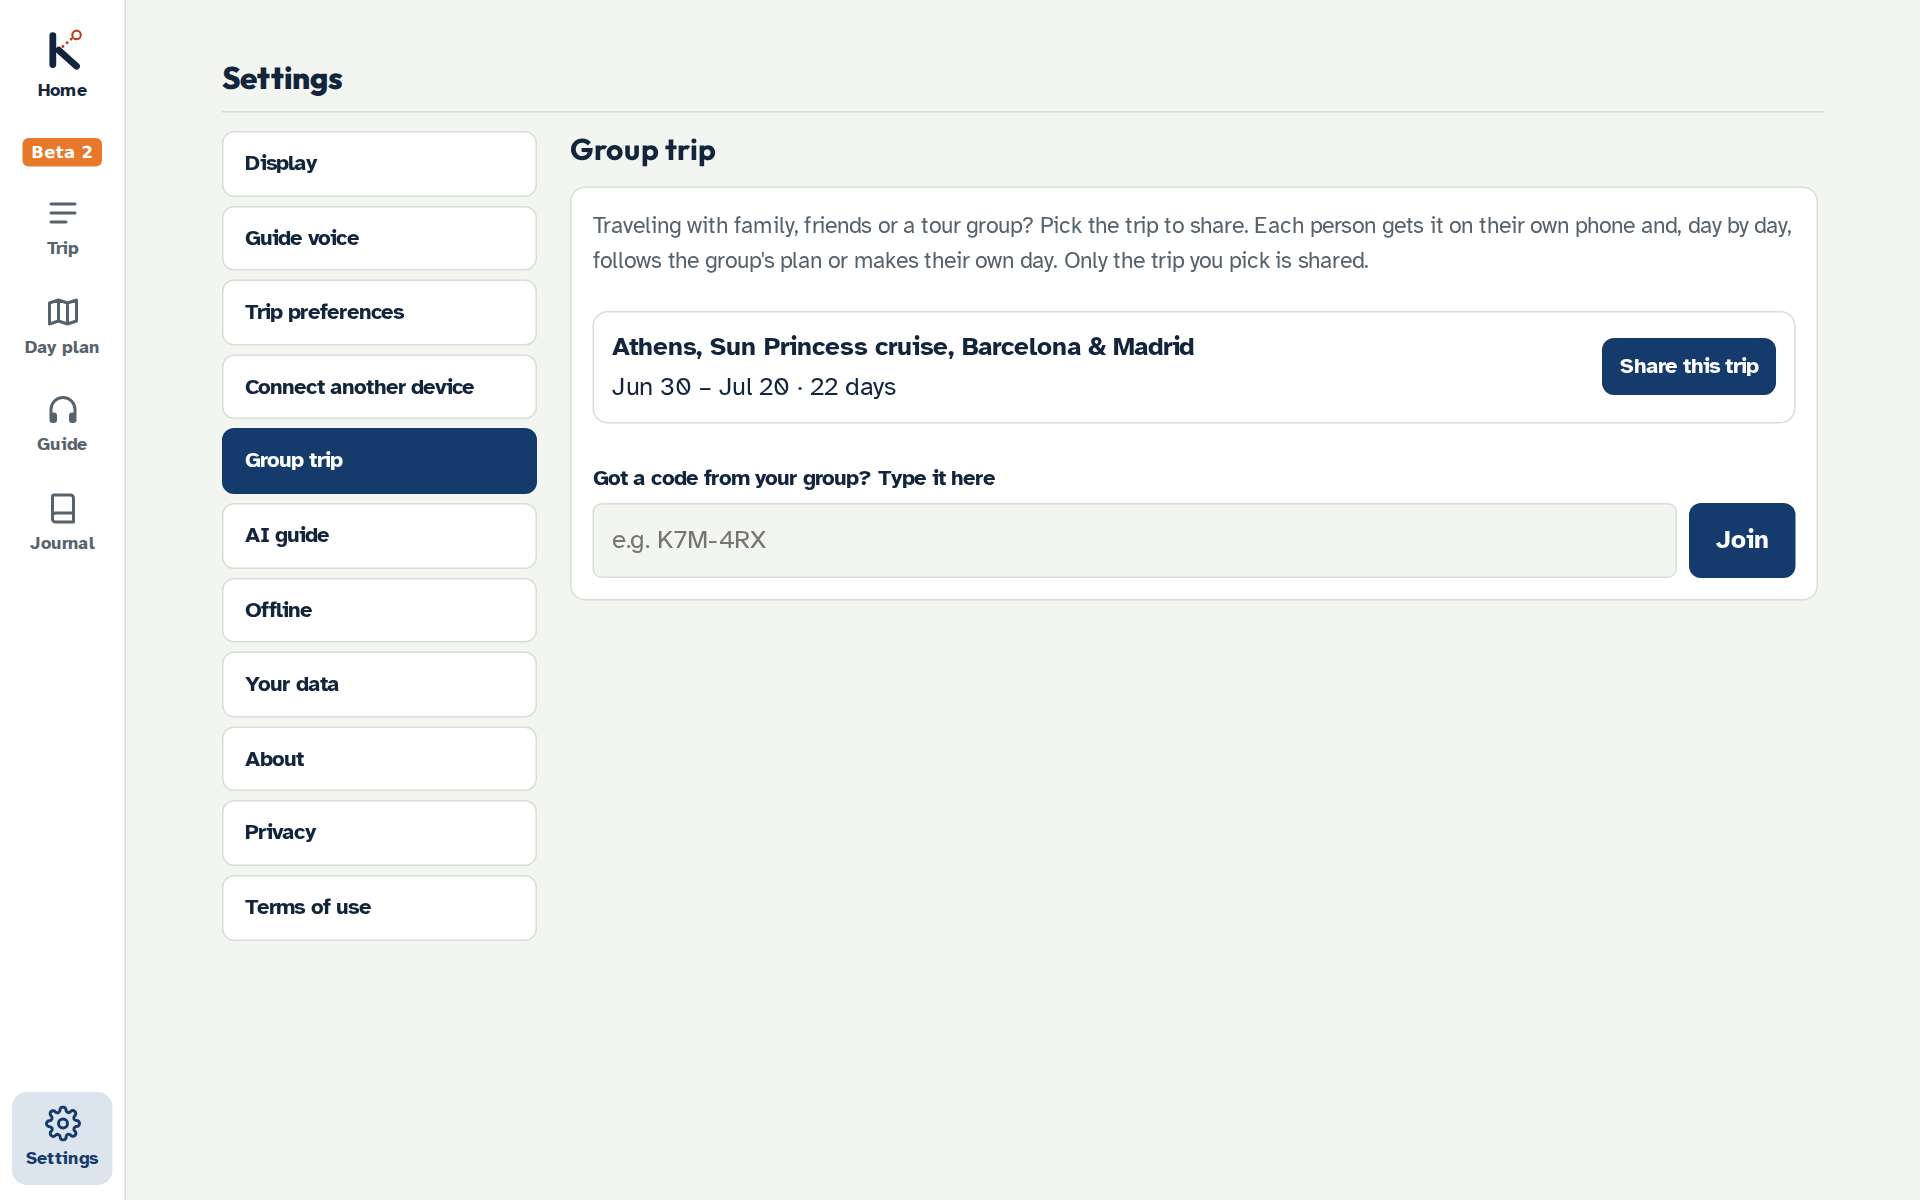 Home
Beta 2
Trip
Day plan
Guide
Journal
Settings
Settings
Display
Guide voice
Trip preferences
Connect another device
Group trip
AI guide
Offline
Your data
About
Privacy
Terms of use
Group trip
Traveling with family, friends or a tour group? Pick the trip to share. Each person gets it on their own phone and, day by day,
follows the group's plan or makes their own day. Only the trip you pick is shared.
Athens, Sun Princess cruise, Barcelona & Madrid
Jun 30 – Jul 20 · 22 days
Share this trip
Got a code from your group? Type it here
e.g. K7M-4RX
Join